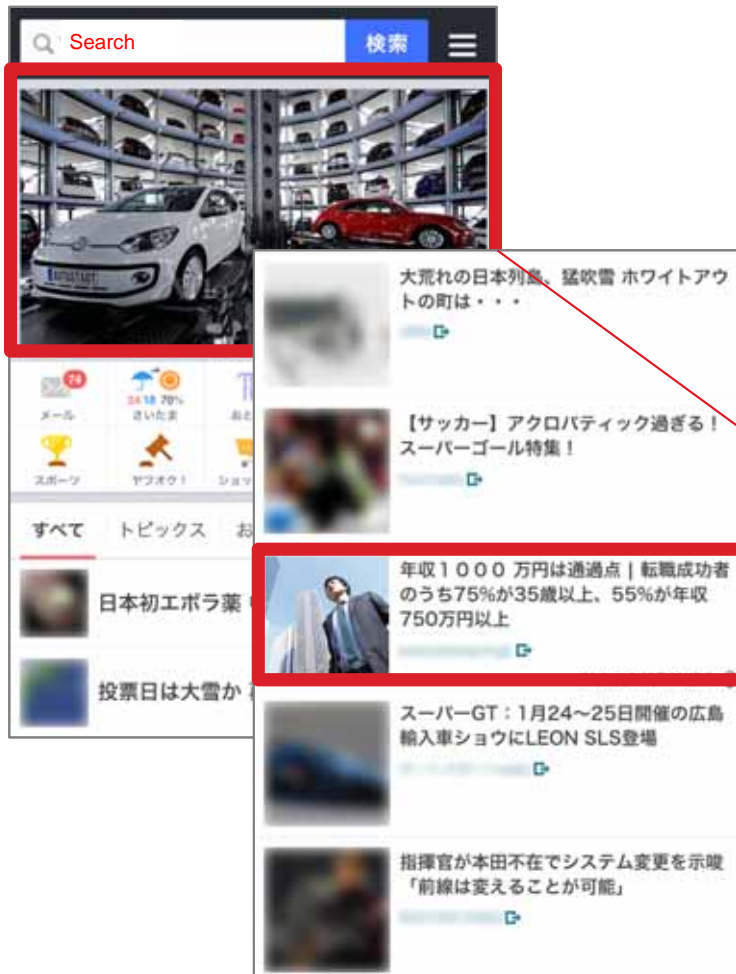 Search
検索
AUTOSTADT
24
24 18 70%
メール
さいたま
スポーツ
ヤフオク!
すべて トピックス お
日本初エボラ薬
投票日は大雪か
大荒れの日本列島、猛吹雪 ホワイトアウ
トの町は・・・
【サッカー】アクロバティック過ぎる!
スーパーゴール特集!
年収1000 万円は通過点 | 転職成功者
のうち75%が35歳以上、55%が年収
750万円以上
スーパーGT:1月24〜25日開催の広島
輸入車ショウにLEON SLS登場
指揮官が本田不在でシステム変更を示唆
「前線は変えることが可能」